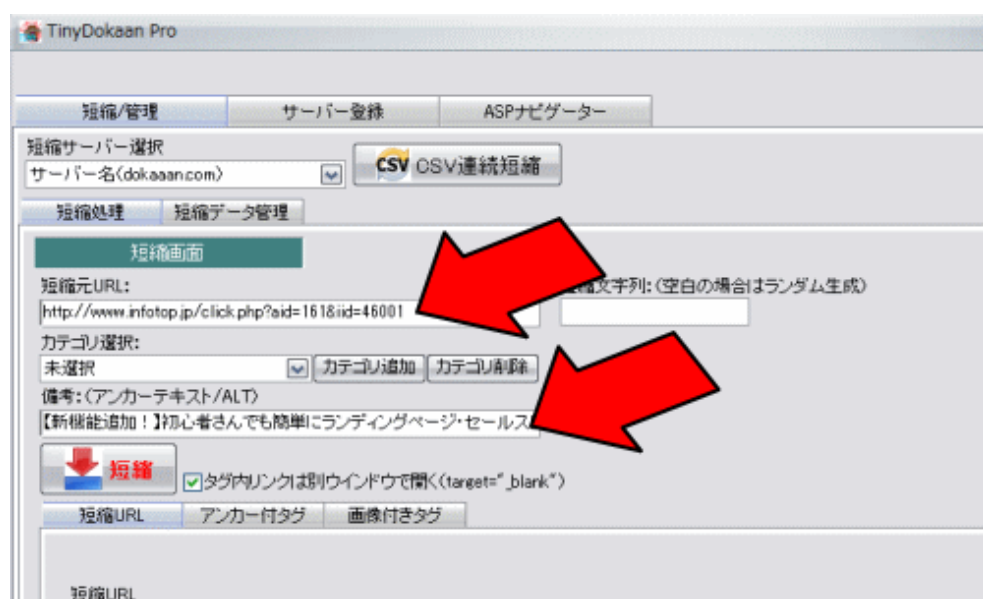 TinyDokaan Pro
短縮/管理 サーバー登録 ASPナビゲーター
短縮サーバー選択
サーバー名(dokaaan.com) CSV CSV連続短縮
短縮処理 短縮データ管理
短縮画面
短縮元URL: 文字列:(空白の場合はランダム生成)
http://www.infotop.jp/click.php?aid=161&iid=46001
カテゴリ選択:
未選択 カテゴリ追加 カテゴリ削除
備考:(アンカーテキスト/ALT)
【新機能追加!】初心者さんでも簡単にランディングページ・セールス
短縮 タグ内リンクは別ウインドウで開く(target="_blank")
短縮URL アンカー付タグ 画像付きタグ
短縮URL